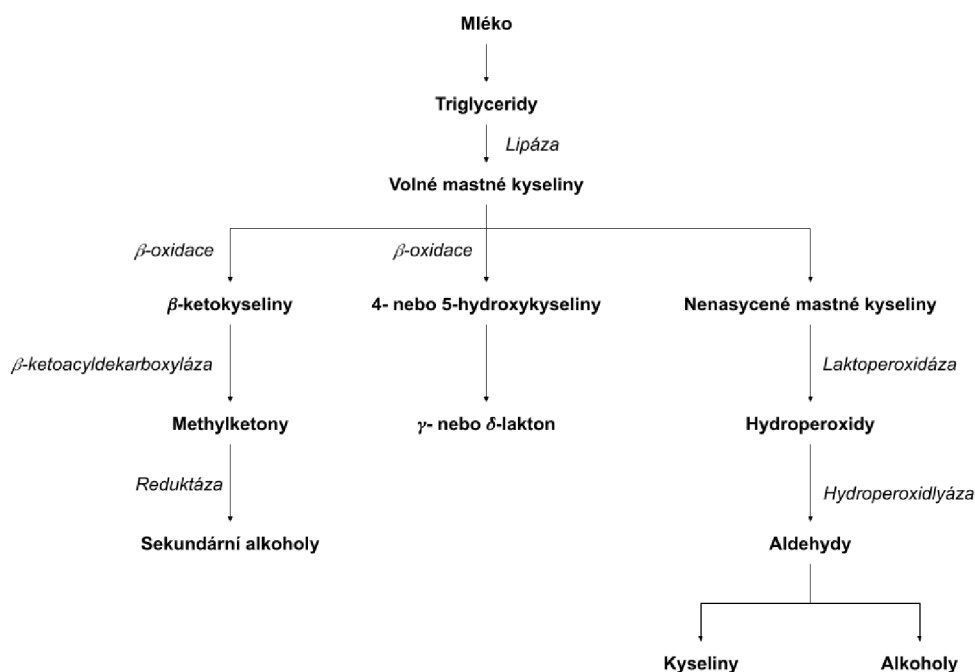 Mléko
Triglyceridy
Lipáza
Volné mastné kyseliny
β-oxidace
β-oxidace
β-ketokyseliny
4- nebo 5-hydroxykyseliny
Nenasycené mastné kyseliny
β-ketoacyldekarboxyláza
Laktoperoxidáza
Methylketony
γ- nebo δ-lakton
Hydroperoxidy
Reduktáza
Hydroperoxidlyáza
Sekundární alkoholy
Aldehydy
Kyseliny
Alkoholy